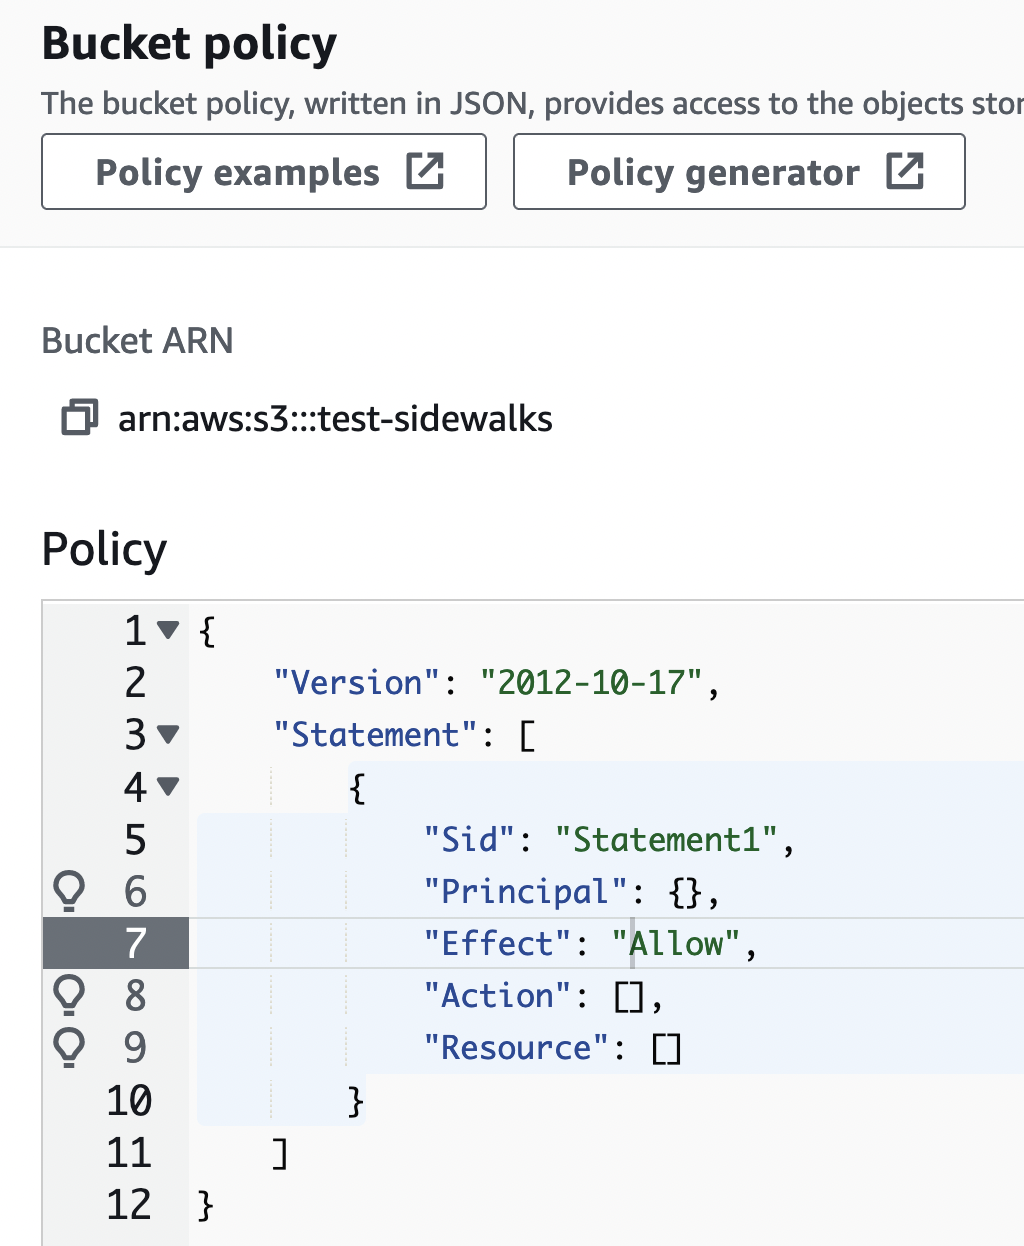 Bucket policy
The bucket policy, written in JSON, provides access to the objects stor
Policy examples Policy generator
Bucket ARN
arn:aws:s3:::test-sidewalks
Policy
1 {
2 "Version": "2012-10-17",
3 "Statement": [
4 {
5 "Sid": "Statement1",
6 "Principal": {},
7 "Effect": "Allow",
8 "Action": [],
9 "Resource": []
10 }
11 ]
12 }